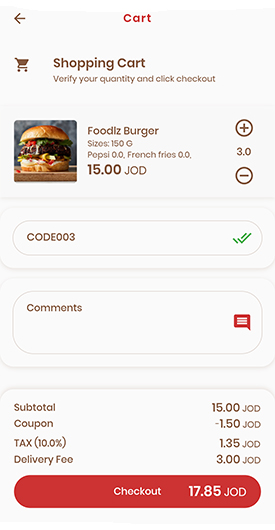 Cart
Shopping Cart
Verify your quantity and click checkout
Foodlz Burger
Sizes: 150 G
Pepsi 0.0, French fries 0.0,
15.00 JOD
3.0
CODE003
Comments
Subtotal 15.00 JOD
Coupon -1.50 JOD
TAX (10.0%) 1.35 JOD
Delivery Fee 3.00 JOD
Checkout 17.85 JOD